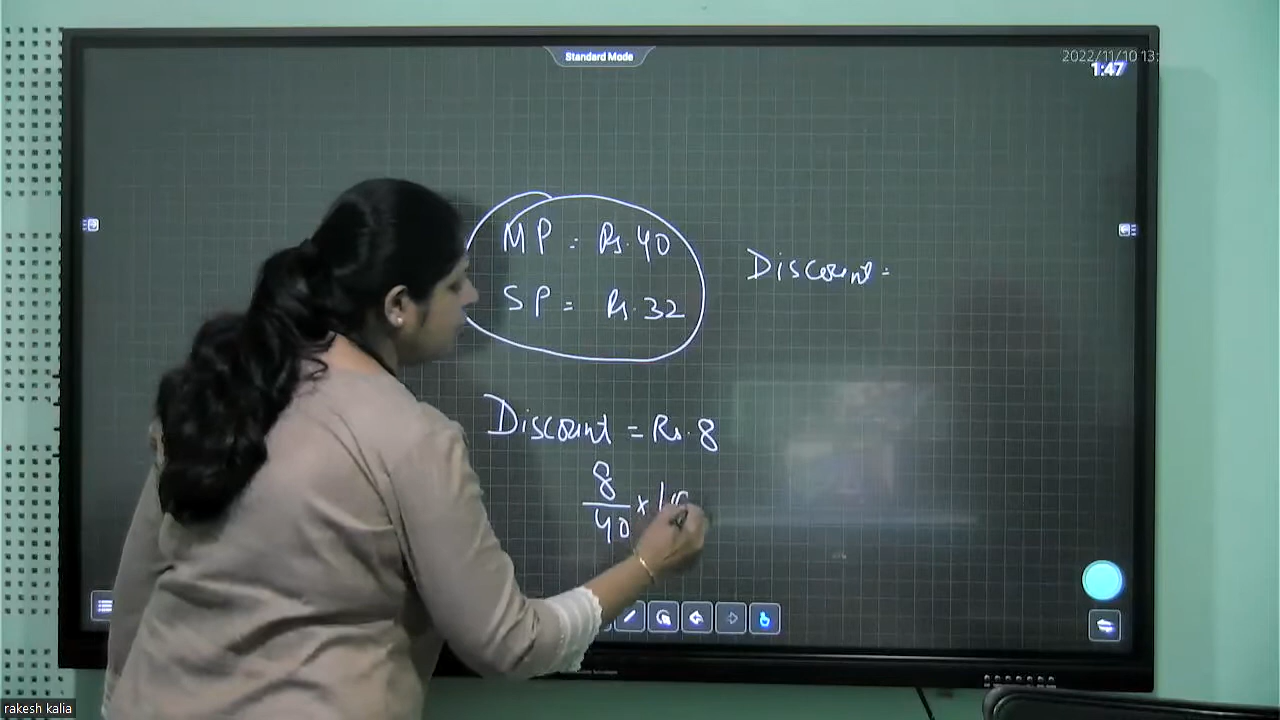 Standard Mode
2022/11/10 13:
1:47
MP = Rs. 40
SP = Rs. 32
Discount =
Discount = Rs. 8
8/40 × 10
rakesh kalia